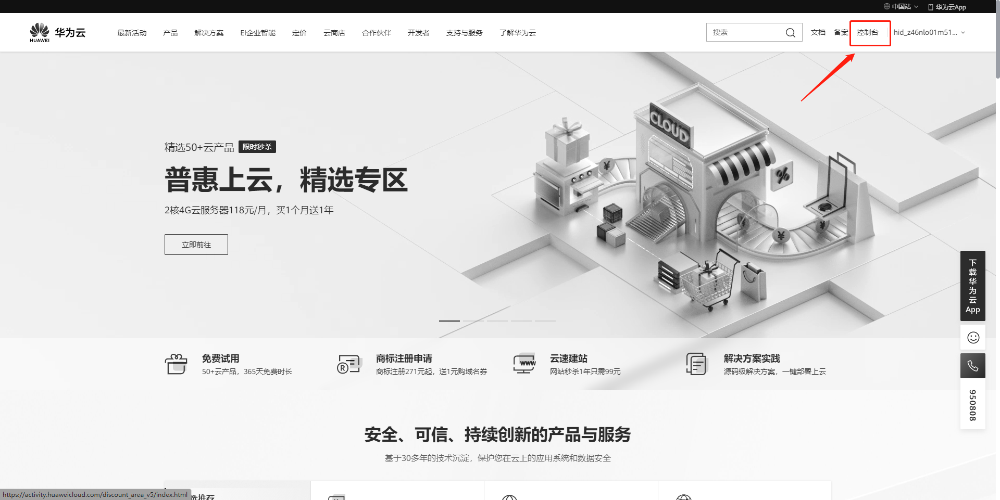 中国站 华为云App
HUAWEI 华为云 最新活动 产品 解决方案 EI企业智能 定价 云商店 合作伙伴 开发者 支持与服务 了解华为云 搜索 文档 备案 控制台 hid_z46nlo01m51...
CLOUD
%
¥
¥
¥
¥
精选50+云产品 限时秒杀
普惠上云，精选专区
2核4G云服务器118元/月，买1个月送1年
立即前往
下载华为云App
950808
免费试用
50+云产品，365天免费时长
R
商标注册申请
商标注册271元起，送1元购域名券
WWW
云速建站
网站秒杀1年只需99元
解决方案实践
源码级解决方案，一键部署上云
安全、可信、持续创新的产品与服务
基于30多年的技术沉淀，保护您在云上的应用系统和数据安全
选推荐
https://activity.huaweicloud.com/discount_area_v5/index.html